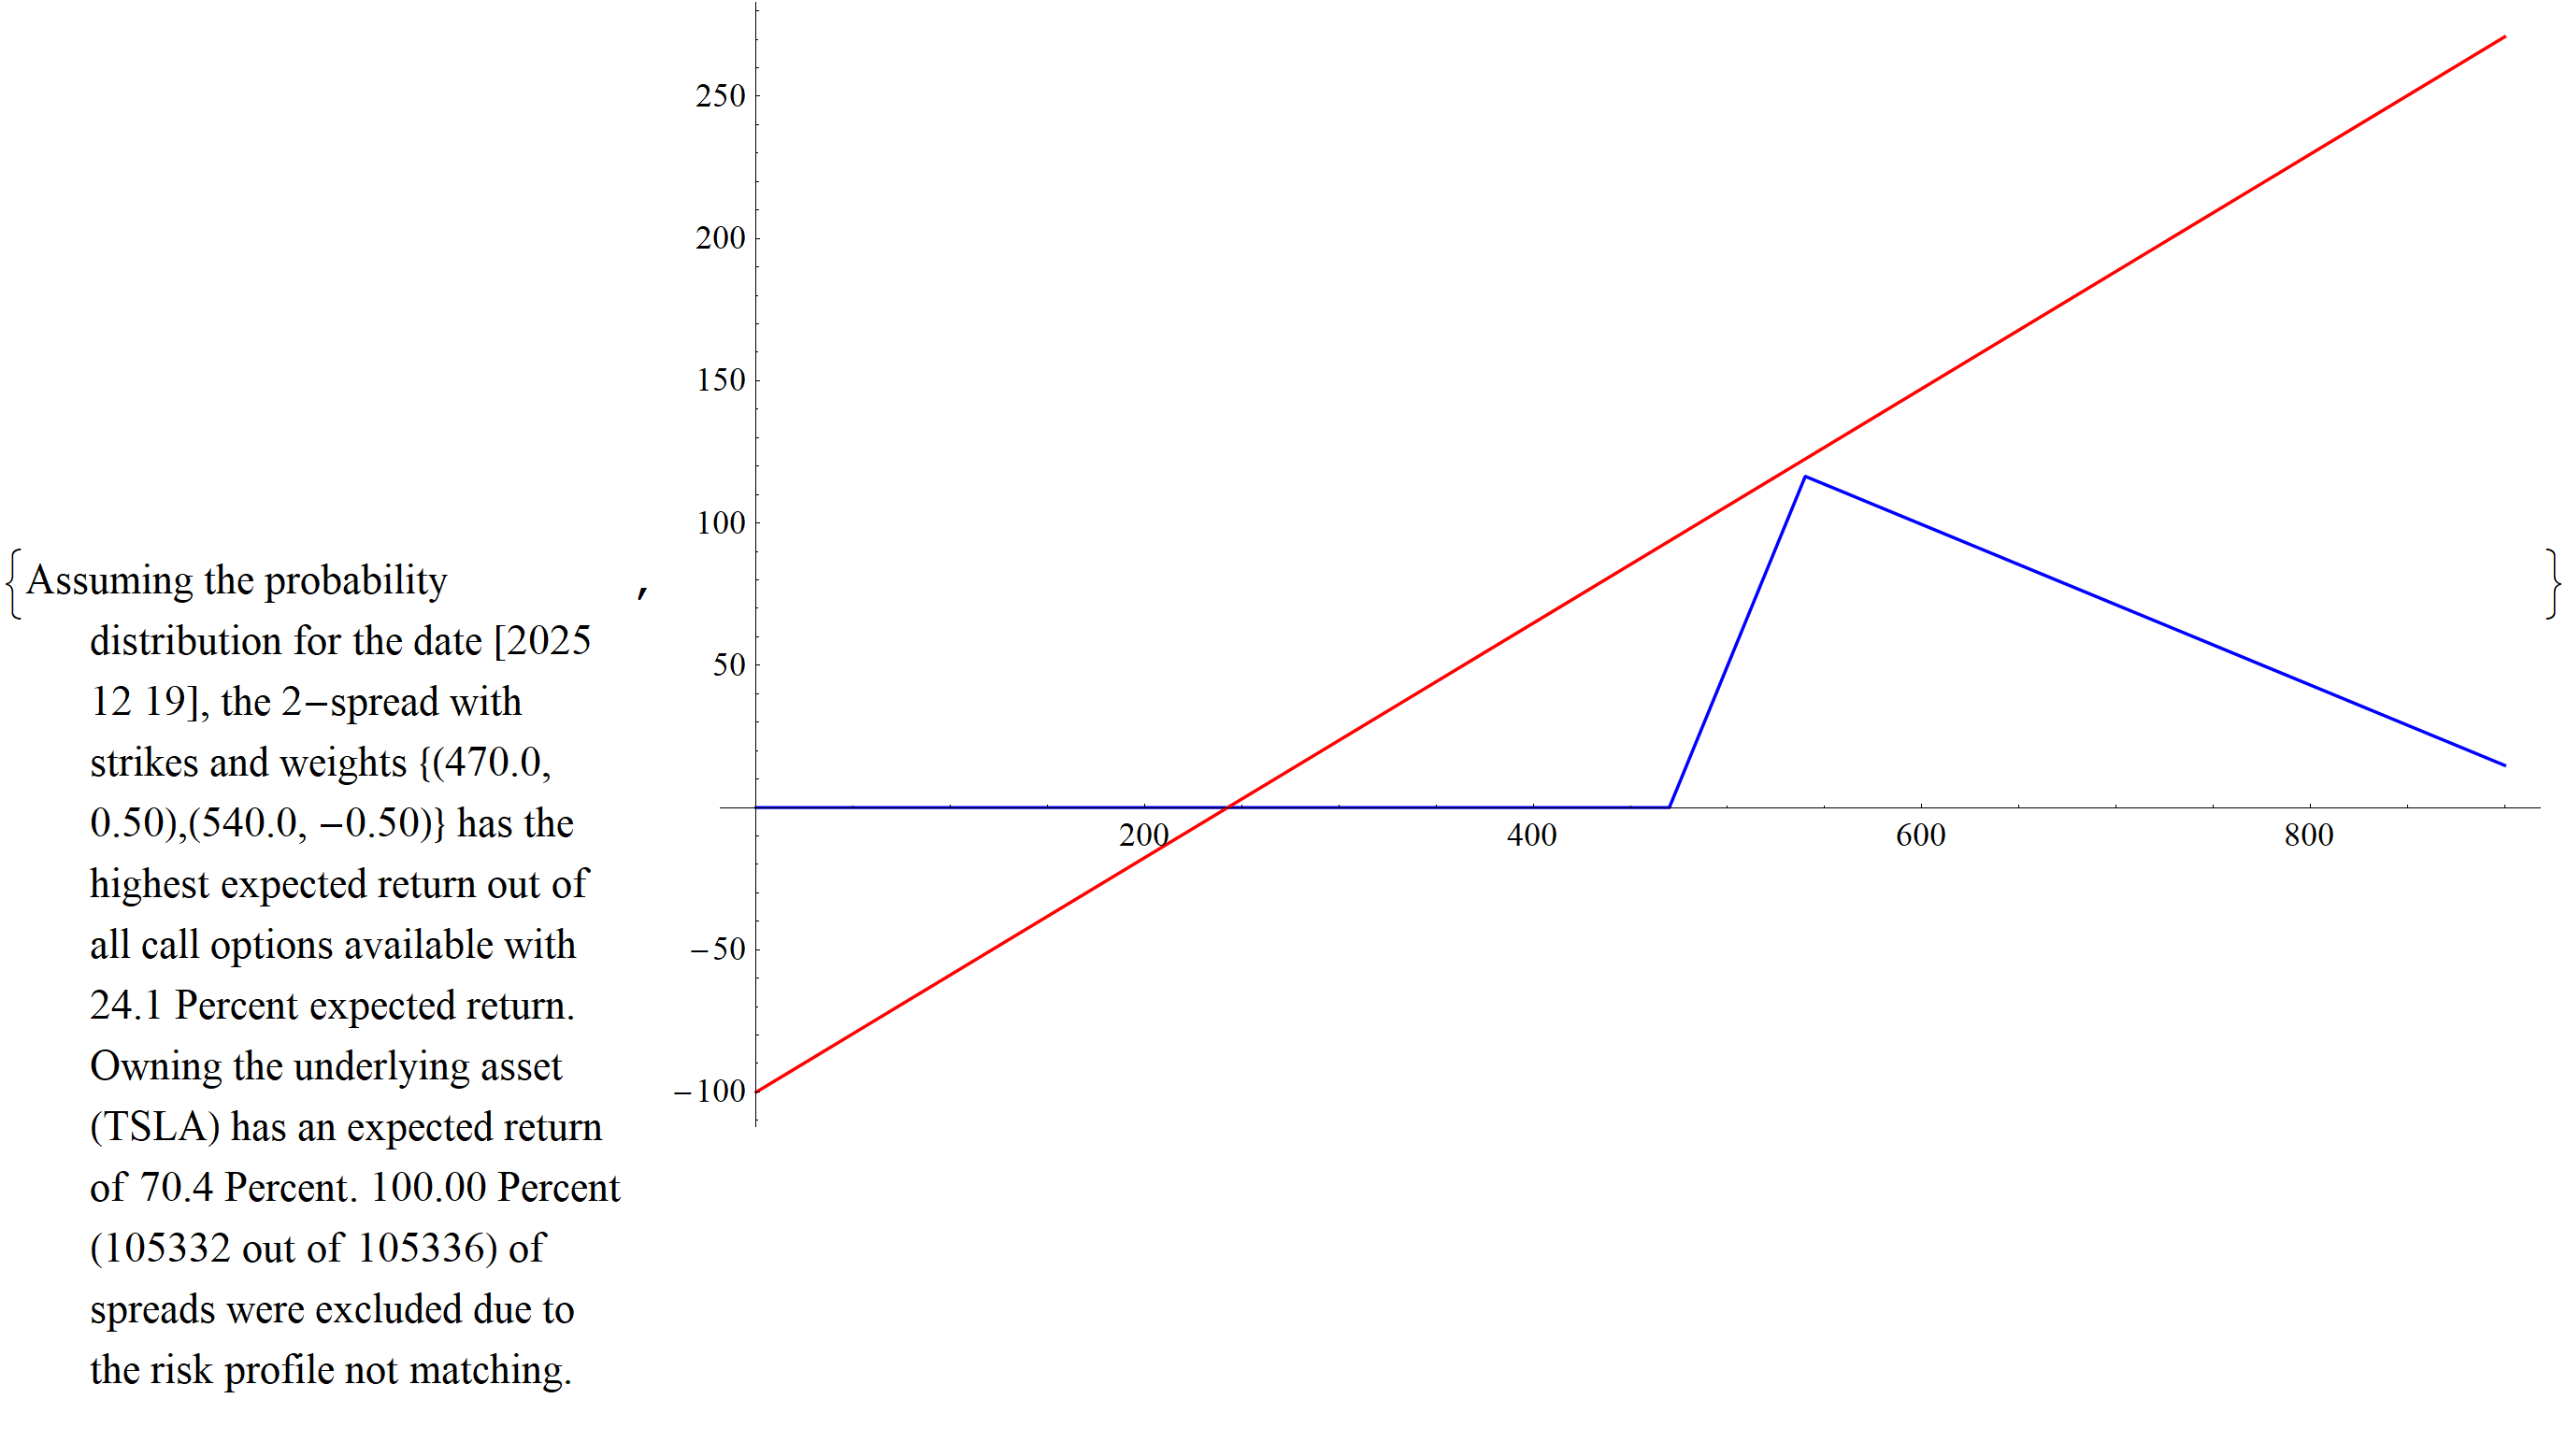 {Assuming the probability ,
distribution for the date [2025
12 19], the 2−spread with
strikes and weights {(470.0,
0.50),(540.0, −0.50)} has the
highest expected return out of
all call options available with
24.1 Percent expected return.
Owning the underlying asset
(TSLA) has an expected return
of 70.4 Percent. 100.00 Percent
(105332 out of 105336) of
spreads were excluded due to
the risk profile not matching.
250
200
150
100
50
−50
−100
200 400 600 800
}